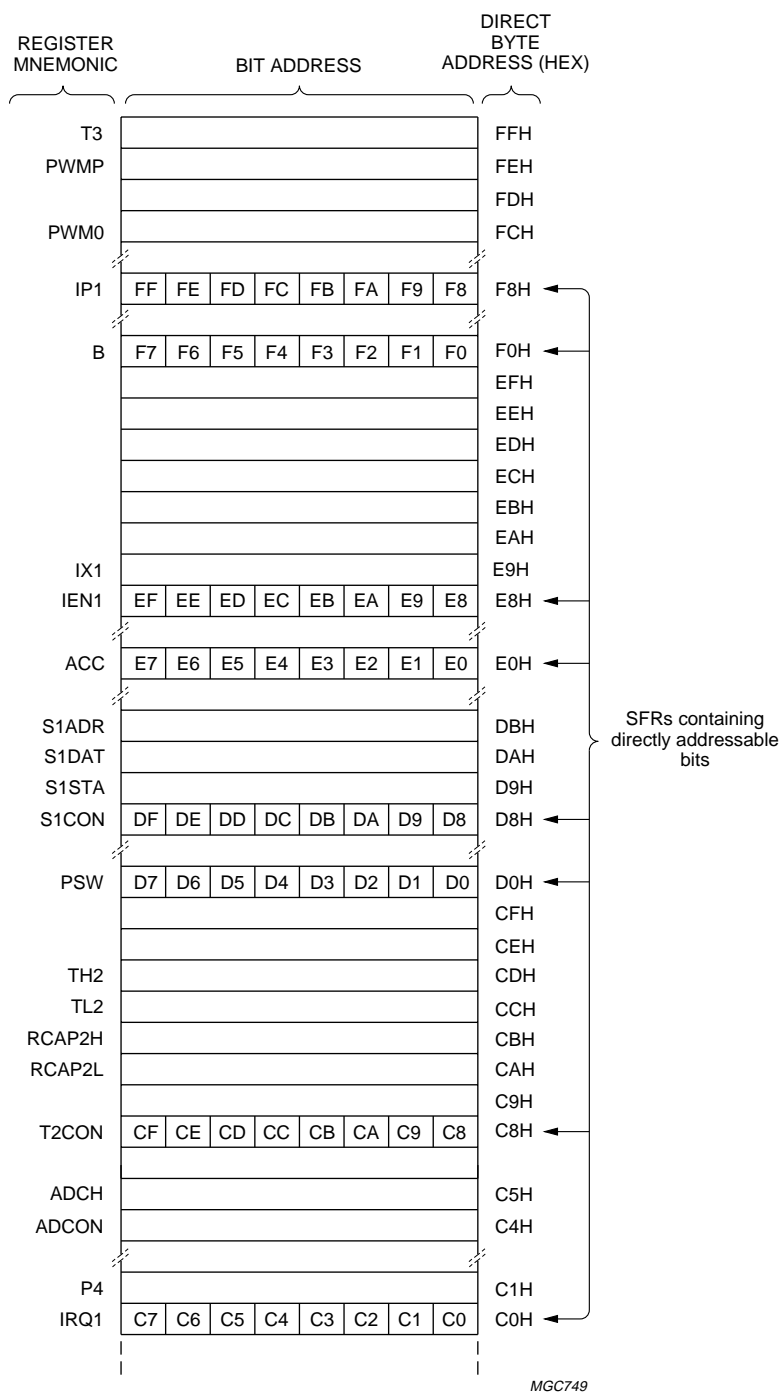 REGISTER
MNEMONIC
BIT ADDRESS
DIRECT
BYTE
ADDRESS (HEX)
T3 FFH
PWMP FEH
FDH
PWM0 FCH
IP1 FF FE FD FC FB FA F9 F8 F8H
B F7 F6 F5 F4 F3 F2 F1 F0 F0H
EFH
EEH
EDH
ECH
EBH
EAH
IX1 E9H
IEN1 EF EE ED EC EB EA E9 E8 E8H
ACC E7 E6 E5 E4 E3 E2 E1 E0 E0H
S1ADR DBH
S1DAT DAH
S1STA D9H
S1CON DF DE DD DC DB DA D9 D8 D8H
PSW D7 D6 D5 D4 D3 D2 D1 D0 D0H
CFH
CEH
TH2 CDH
TL2 CCH
RCAP2H CBH
RCAP2L CAH
C9H
T2CON CF CE CD CC CB CA C9 C8 C8H
ADCH C5H
ADCON C4H
P4 C1H
IRQ1 C7 C6 C5 C4 C3 C2 C1 C0 C0H
SFRs containing
directly addressable
bits
MGC749